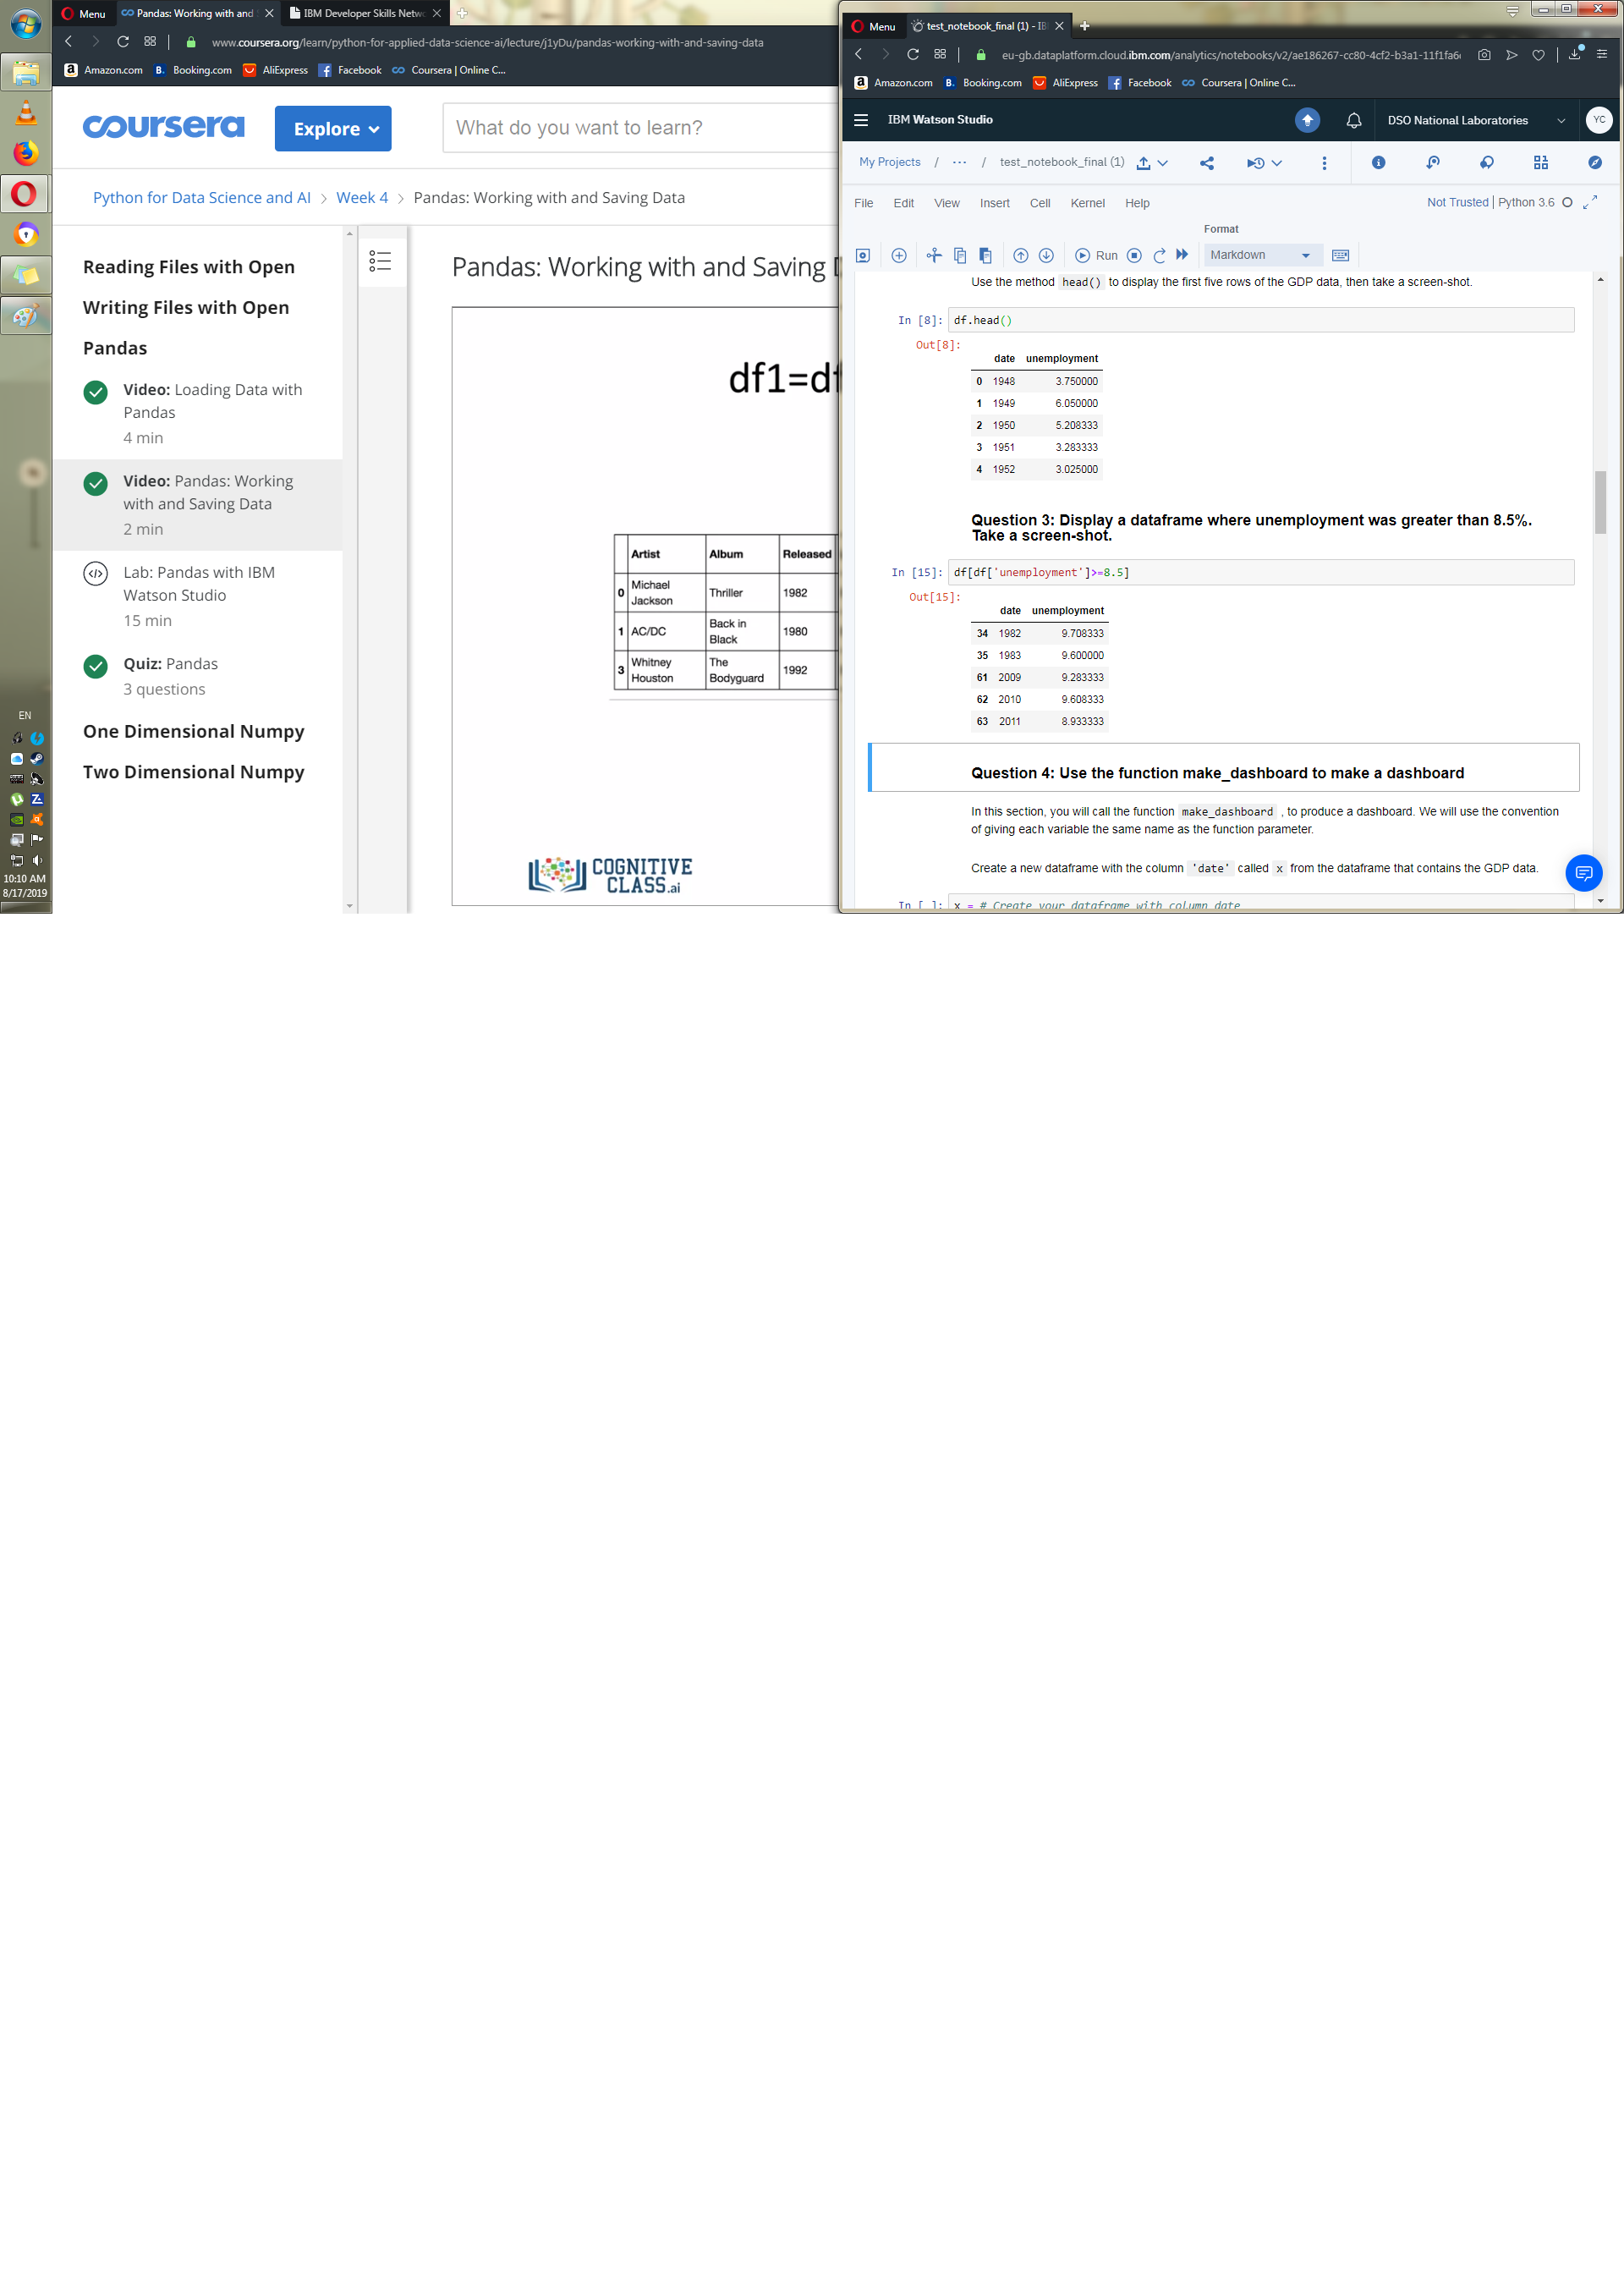 Menu
Pandas: Working with and
IBM Developer Skills Netwo
www.coursera.org/learn/python-for-applied-data-science-ai/lecture/j1yDu/pandas-working-with-and-saving-data
Amazon.com
Booking.com
AliExpress
Facebook
Coursera | Online C...
coursera
Explore
What do you want to learn?
Python for Data Science and AI > Week 4 > Pandas: Working with and Saving Data
Reading Files with Open
Writing Files with Open
Pandas
Video: Loading Data with
Pandas
4 min
Video: Pandas: Working
with and Saving Data
2 min
Lab: Pandas with IBM
Watson Studio
15 min
Quiz: Pandas
3 questions
One Dimensional Numpy
Two Dimensional Numpy
EN
10:10 AM
8/17/2019
Pandas: Working with and Saving
df1=df
Artist Album Released
0 Michael Jackson Thriller 1982
1 AC/DC Back in Black 1980
3 Whitney Houston The Bodyguard 1992
COGNITIVE
CLASS.ai
Menu
test_notebook_final (1) - IB
eu-gb.dataplatform.cloud.ibm.com/analytics/notebooks/v2/ae186267-cc80-4cf2-b3a1-11f1fa6
Amazon.com
Booking.com
AliExpress
Facebook
Coursera | Online C...
IBM Watson Studio
DSO National Laboratories
YC
My Projects / ... / test_notebook_final (1)
File Edit View Insert Cell Kernel Help
Not Trusted | Python 3.6
Format
Run
Markdown
Use the method head() to display the first five rows of the GDP data, then take a screen-shot.
In [8]: df.head()
Out[8]:
date unemployment
0 1948 3.750000
1 1949 6.050000
2 1950 5.208333
3 1951 3.283333
4 1952 3.025000
Question 3: Display a dataframe where unemployment was greater than 8.5%.
Take a screen-shot.
In [15]: df[df['unemployment']>=8.5]
Out[15]:
date unemployment
34 1982 9.708333
35 1983 9.600000
61 2009 9.283333
62 2010 9.608333
63 2011 8.933333
Question 4: Use the function make_dashboard to make a dashboard
In this section, you will call the function make_dashboard , to produce a dashboard. We will use the convention
of giving each variable the same name as the function parameter.
Create a new dataframe with the column 'date' called x from the dataframe that contains the GDP data.
In [ ]: x = # Create your dataframe with column date